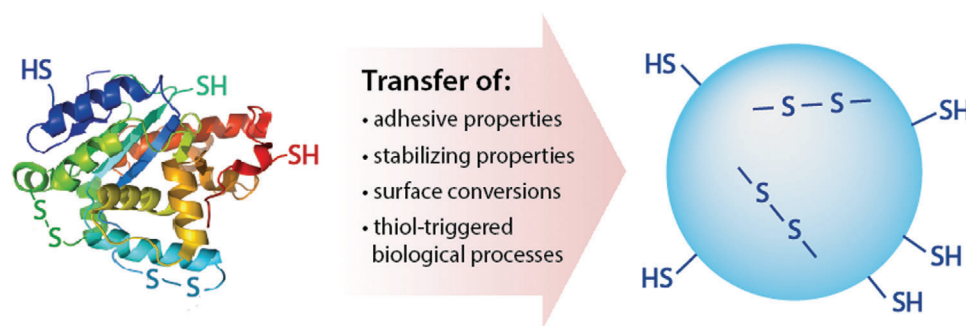 HS
SH
SH
S
S
S
S
Transfer of:
• adhesive properties
• stabilizing properties
• surface conversions
• thiol-triggered
biological processes
HS
S
S
SH
S
S
HS
SH
SH